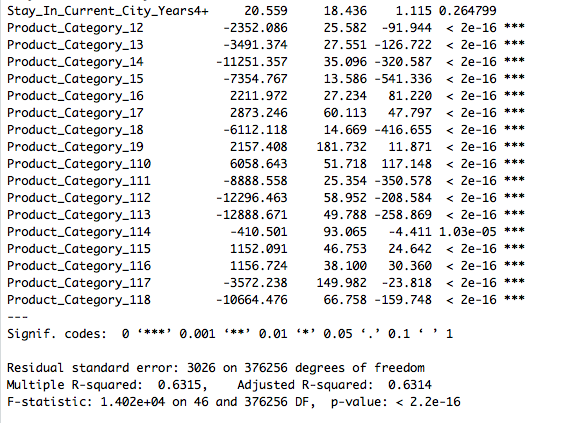 Stay_In_Current_City_Years4+ 20.559 18.436 1.115 0.264799
Product_Category_12 -2352.086 25.582 -91.944 < 2e-16 ***
Product_Category_13 -3491.374 27.551 -126.722 < 2e-16 ***
Product_Category_14 -11251.357 35.096 -320.587 < 2e-16 ***
Product_Category_15 -7354.767 13.586 -541.336 < 2e-16 ***
Product_Category_16 2211.972 27.234 81.220 < 2e-16 ***
Product_Category_17 2873.246 60.113 47.797 < 2e-16 ***
Product_Category_18 -6112.118 14.669 -416.655 < 2e-16 ***
Product_Category_19 2157.408 181.732 11.871 < 2e-16 ***
Product_Category_110 6058.643 51.718 117.148 < 2e-16 ***
Product_Category_111 -8888.558 25.354 -350.578 < 2e-16 ***
Product_Category_112 -12296.463 58.952 -208.584 < 2e-16 ***
Product_Category_113 -12888.671 49.788 -258.869 < 2e-16 ***
Product_Category_114 -410.501 93.065 -4.411 1.03e-05 ***
Product_Category_115 1152.091 46.753 24.642 < 2e-16 ***
Product_Category_116 1156.724 38.100 30.360 < 2e-16 ***
Product_Category_117 -3572.238 149.982 -23.818 < 2e-16 ***
Product_Category_118 -10664.476 66.758 -159.748 < 2e-16 ***
---
Signif. codes: 0 ‘***’ 0.001 ‘**’ 0.01 ‘*’ 0.05 ‘.’ 0.1 ‘ ’ 1
Residual standard error: 3026 on 376256 degrees of freedom
Multiple R-squared: 0.6315, Adjusted R-squared: 0.6314
F-statistic: 1.402e+04 on 46 and 376256 DF, p-value: < 2.2e-16